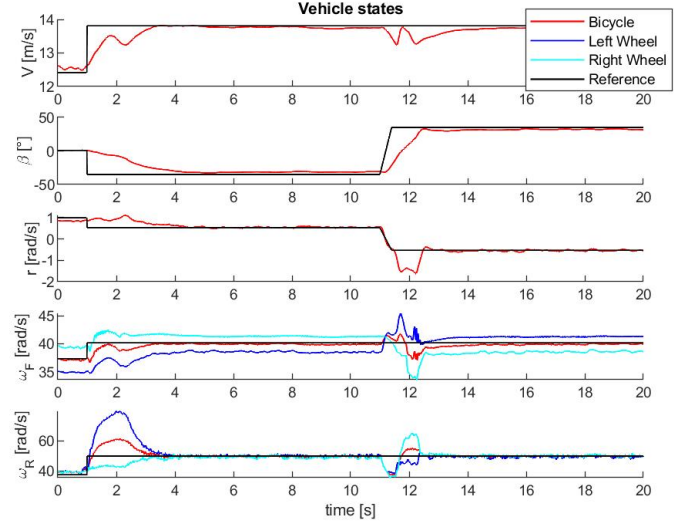 Vehicle states
Bicycle
Left Wheel
Right Wheel
Reference
V [m/s]
14
13
12
0 2 4 6 8 10 12 14 16 18 20
β [°]
50
0
-50
0 2 4 6 8 10 12 14 16 18 20
r [rad/s]
1
0
-1
-2
0 2 4 6 8 10 12 14 16 18 20
ω_F [rad/s]
45
40
35
0 2 4 6 8 10 12 14 16 18 20
ω_R [rad/s]
60
40
0 2 4 6 8 10 12 14 16 18 20
time [s]